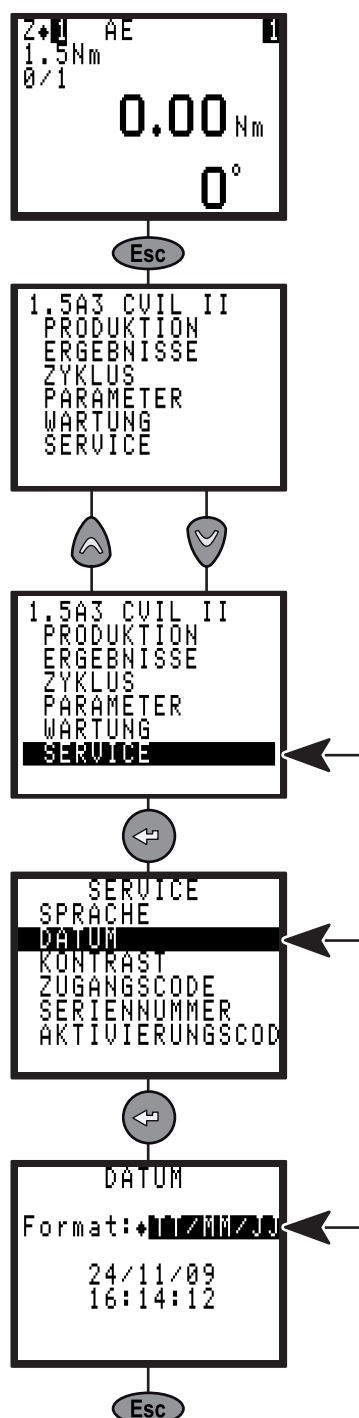 Z♦1 AE 1
1.5Nm
0/1
0.00 Nm
0°
Esc
1.5A3 CVIL II
PRODUKTION
ERGEBNISSE
ZYKLUS
PARAMETER
WARTUNG
SERVICE
1.5A3 CVIL II
PRODUKTION
ERGEBNISSE
ZYKLUS
PARAMETER
WARTUNG
SERVICE
SERVICE
SPRACHE
DATUM
KONTRAST
ZUGANGSCODE
SERIENNUMMER
AKTIVIERUNGSCOD
DATUM
Format:♦TT/MM/JJ
24/11/09
16:14:12
Esc